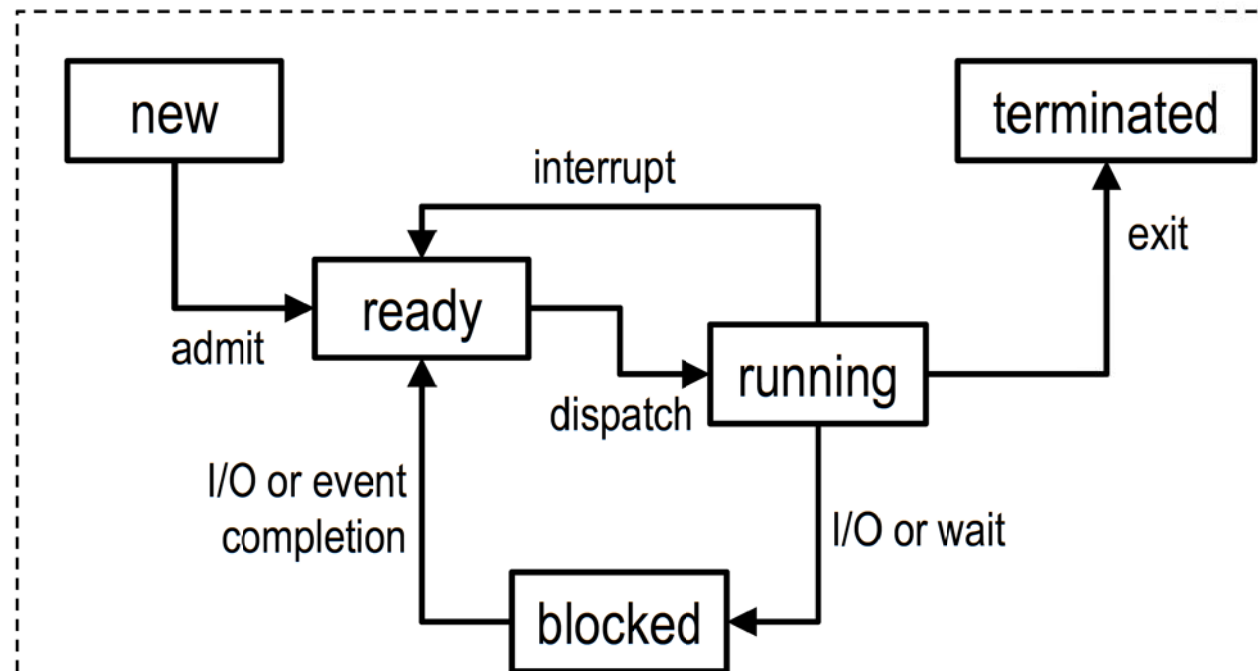 new
terminated
interrupt
exit
ready
admit
running
dispatch
I/O or event
completion
I/O or wait
blocked